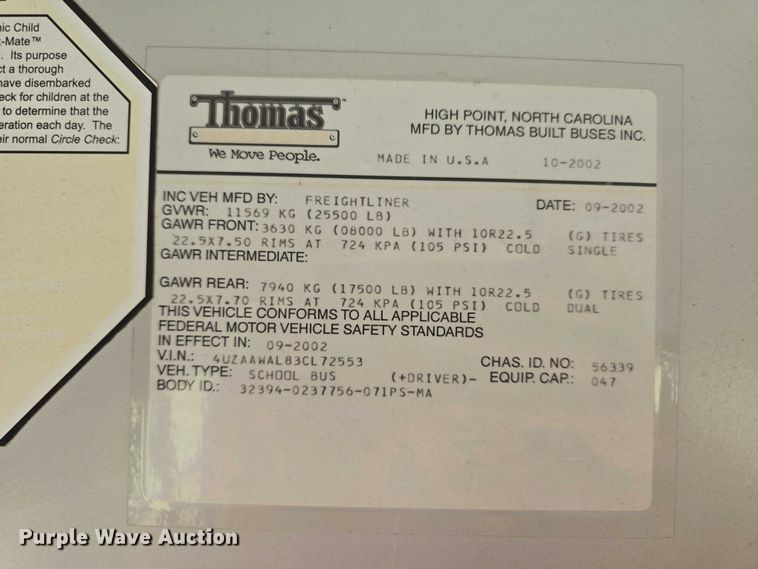 nic Child
-Mate™
. Its purpose
ct a thorough
have disembarked
eck for children at the
to determine that the
eration each day. The
eir normal Circle Check:
Thomas™
We Move People.
HIGH POINT, NORTH CAROLINA
MFD BY THOMAS BUILT BUSES INC.
MADE IN U.S.A 10-2002
INC VEH MFD BY: FREIGHTLINER DATE: 09-2002
GVWR: 11569 KG (25500 LB)
GAWR FRONT: 3630 KG (08000 LB) WITH 10R22.5 (G) TIRES
22.5X7.50 RIMS AT 724 KPA (105 PSI) COLD SINGLE
GAWR INTERMEDIATE:
GAWR REAR: 7940 KG (17500 LB) WITH 10R22.5 (G) TIRES
22.5X7.70 RIMS AT 724 KPA (105 PSI) COLD DUAL
THIS VEHICLE CONFORMS TO ALL APPLICABLE
FEDERAL MOTOR VEHICLE SAFETY STANDARDS
IN EFFECT IN: 09-2002
V.I.N.: 4UZAAWAL83CL72553 CHAS. ID. NO: 56339
VEH. TYPE: SCHOOL BUS (+DRIVER)- EQUIP. CAP.: 047
BODY ID.: 32394-0237756-071PS-MA
Purple Wave Auction